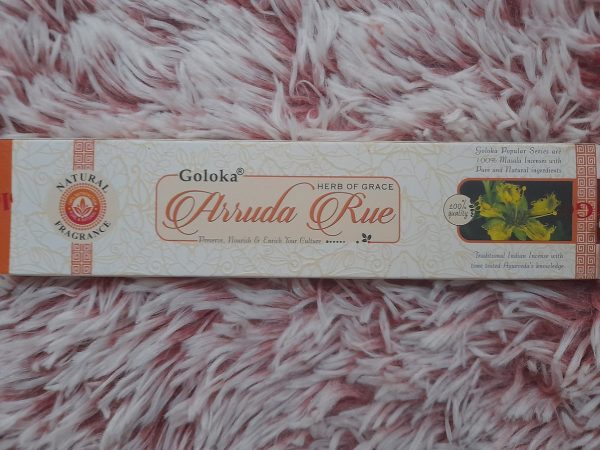 NATURAL
FRAGRANCE
Goloka®
HERB OF GRACE
Arruda Rue
Preserve, Nourish & Enrich Your Culture
Goloka Popular Series are
100% Masala Incenses with
Pure and Natural ingredients
100%
quality
Traditional Indian Incense with
time tested Ayurveda's knowledge